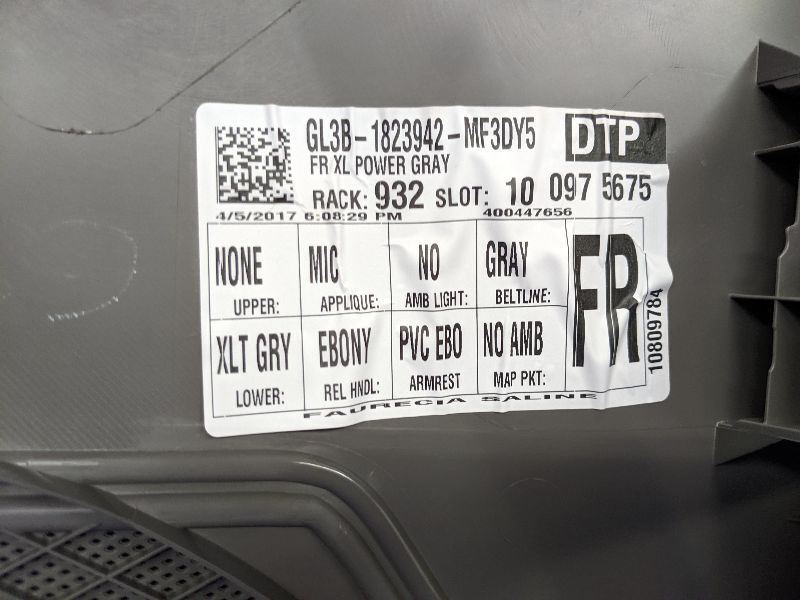 GL3B-1823942-MF3DY5 DTP
FR XL POWER GRAY
RACK: 932 SLOT: 10 097 5675
4/5/2017 6:08:29 PM 400447656
NONE MIC NO GRAY FR
UPPER: APPLIQUE: AMB LIGHT: BELTLINE:
XLT GRY EBONY PVC EBO NO AMB
LOWER: REL HNDL: ARMREST MAP PKT:
10809784
FAURECIA SALINE